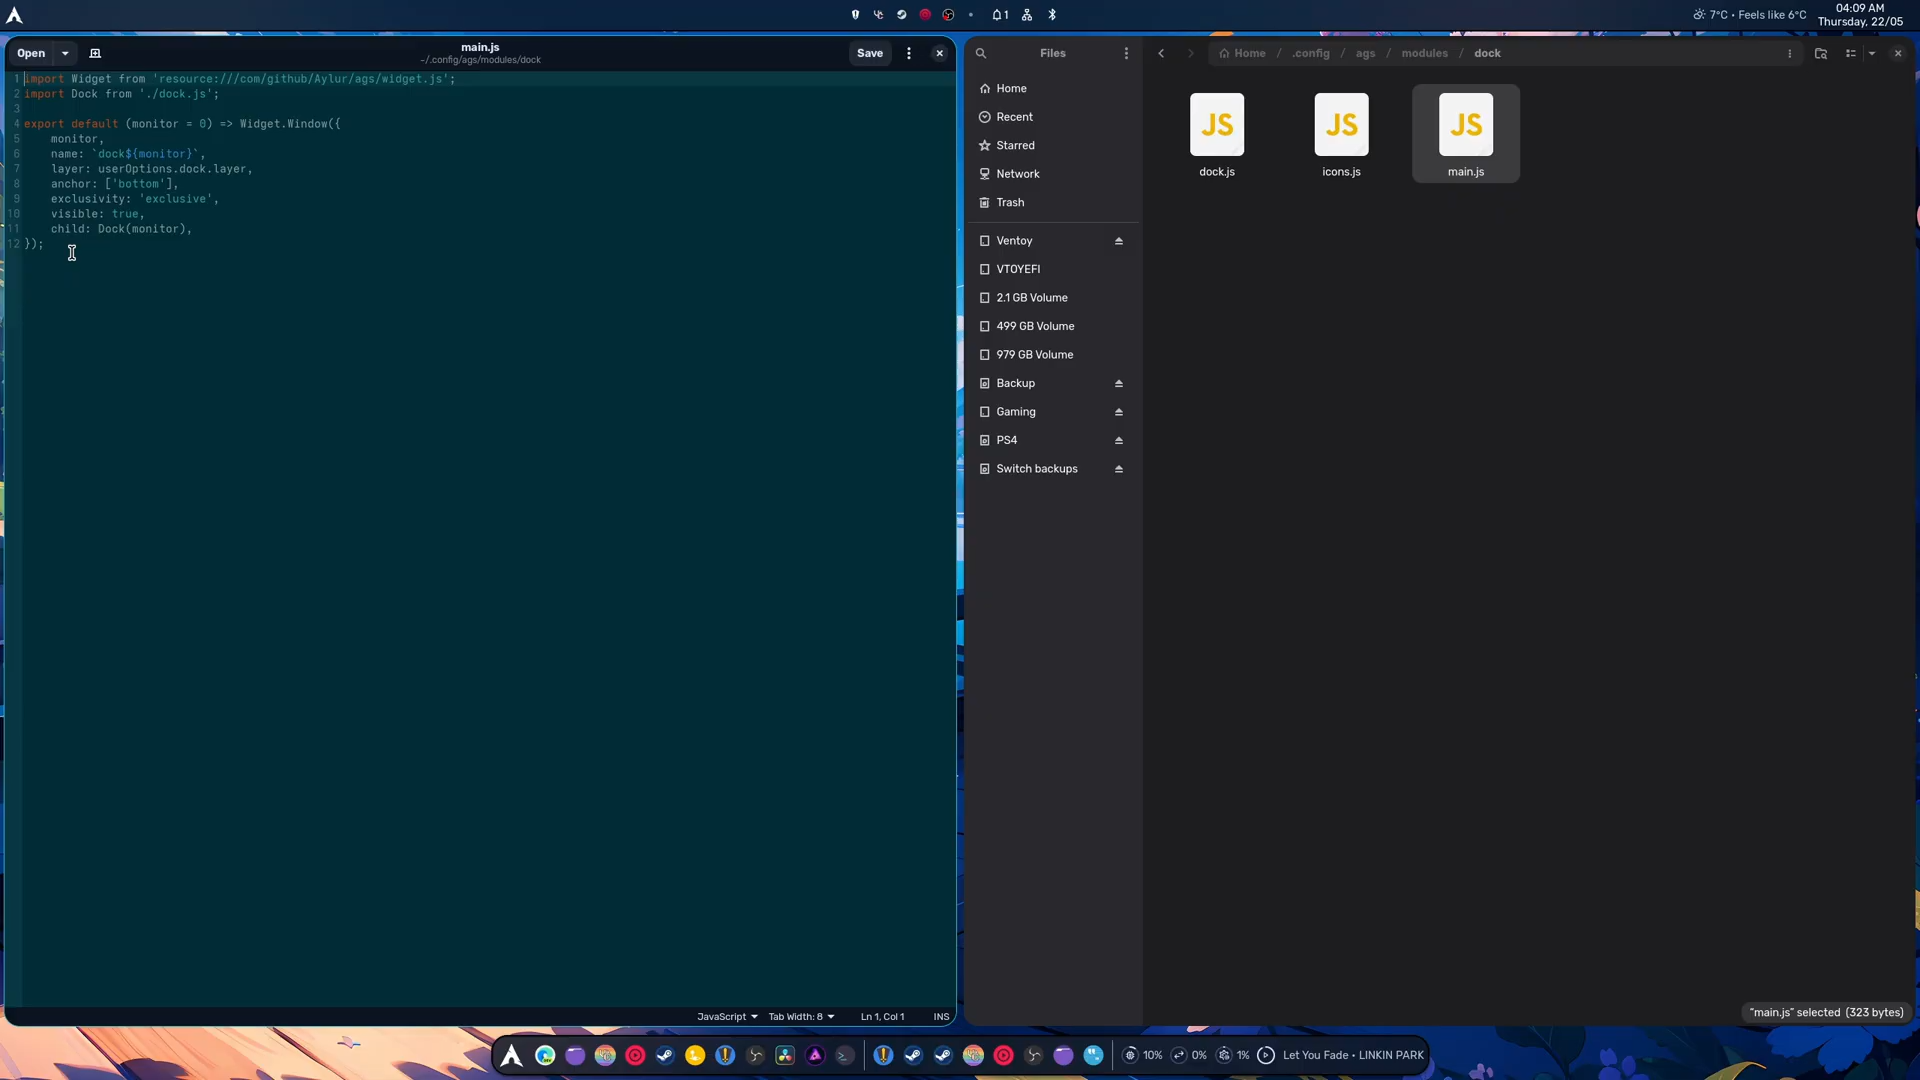 1
04:09 AM
7°C • Feels like 6°C
Thursday, 22/05
Open
main.js
~/.config/ags/modules/dock
Save
1 import Widget from 'resource:///com/github/Aylur/ags/widget.js';
2 import Dock from './dock.js';
3
4 export default (monitor = 0) => Widget.Window({
5 monitor,
6 name: `dock${monitor}`,
7 layer: userOptions.dock.layer,
8 anchor: ['bottom'],
9 exclusivity: 'exclusive',
10 visible: true,
11 child: Dock(monitor),
12 });
JavaScript Tab Width: 8 Ln 1, Col 1 INS
Files
Home / .config / ags / modules / dock
Home
Recent
Starred
Network
Trash
Ventoy
VTOYEFI
2.1 GB Volume
499 GB Volume
979 GB Volume
Backup
Gaming
PS4
Switch backups
JS JS JS
dock.js icons.js main.js
"main.js" selected (323 bytes)
10% 0% 1% Let You Fade • LINKIN PARK